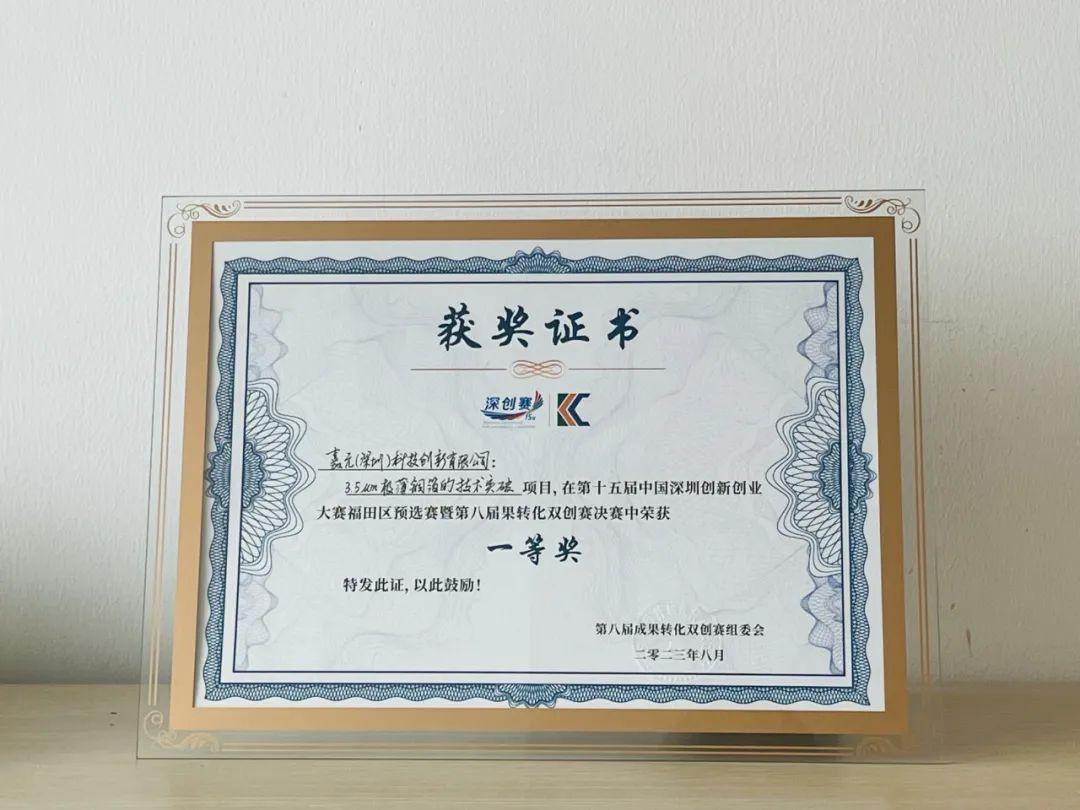 获奖证书
深创赛
15th
KC
嘉元(深圳)科技创新有限公司:
3.5μm极薄铜箔的技术突破 项目, 在第十五届中国深圳创新创业
大赛福田区预选赛暨第八届果转化双创赛决赛中荣获
一等奖
特发此证, 以此鼓励!
第八届成果转化双创赛组委会
二零二三年八月